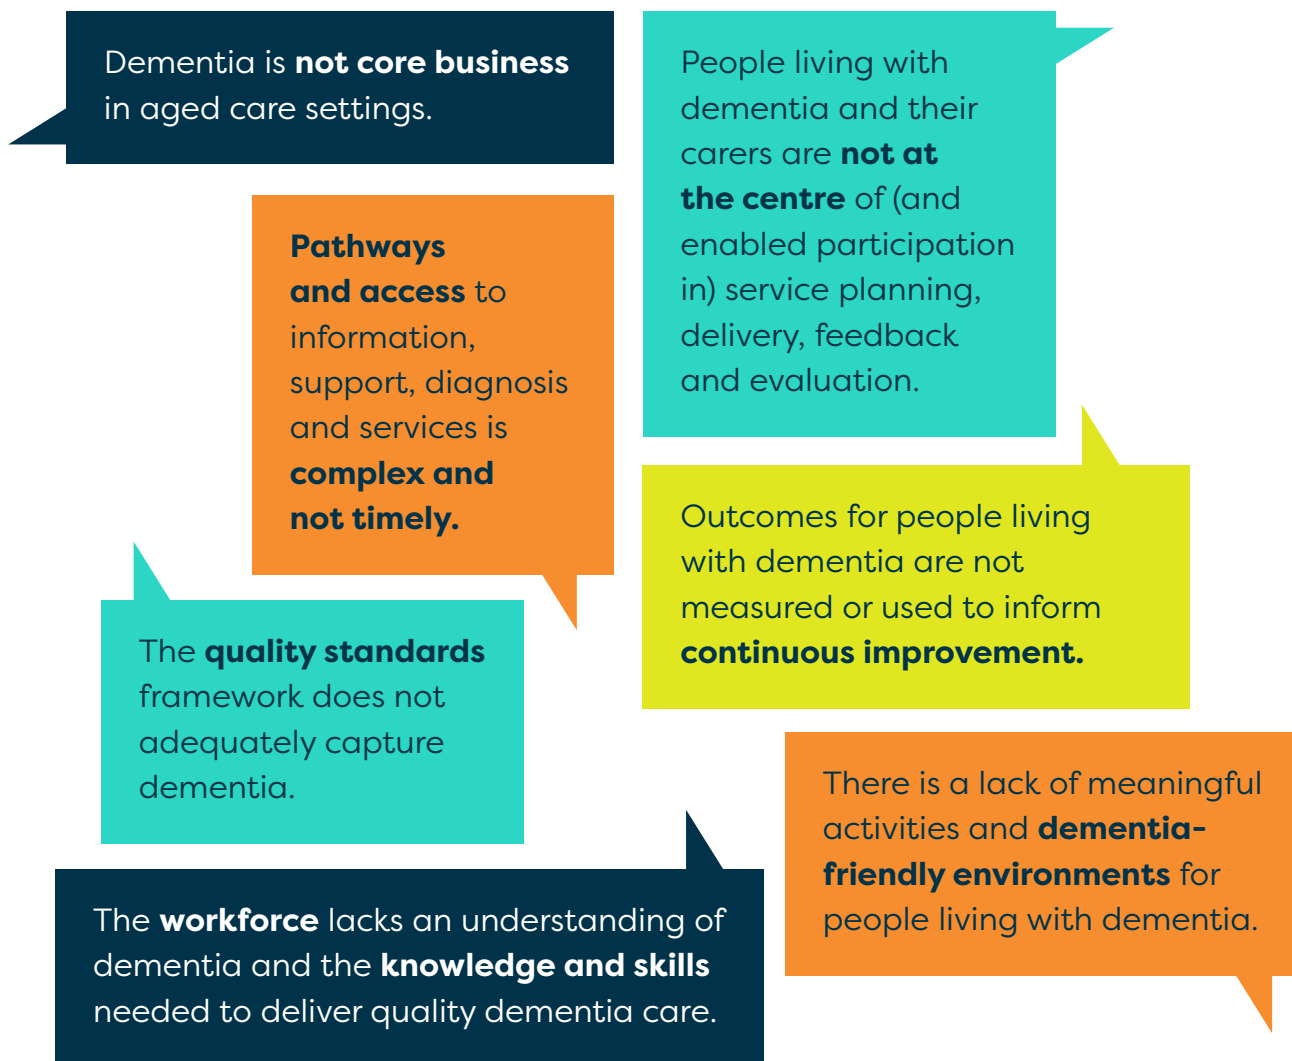 Dementia is not core business
in aged care settings.
People living with
dementia and their
carers are not at
the centre of (and
enabled participation
in) service planning,
delivery, feedback
and evaluation.
Pathways
and access to
information,
support, diagnosis
and services is
complex and
not timely.
Outcomes for people living
with dementia are not
measured or used to inform
continuous improvement.
The quality standards
framework does not
adequately capture
dementia.
There is a lack of meaningful
activities and dementia-
friendly environments for
people living with dementia.
The workforce lacks an understanding of
dementia and the knowledge and skills
needed to deliver quality dementia care.